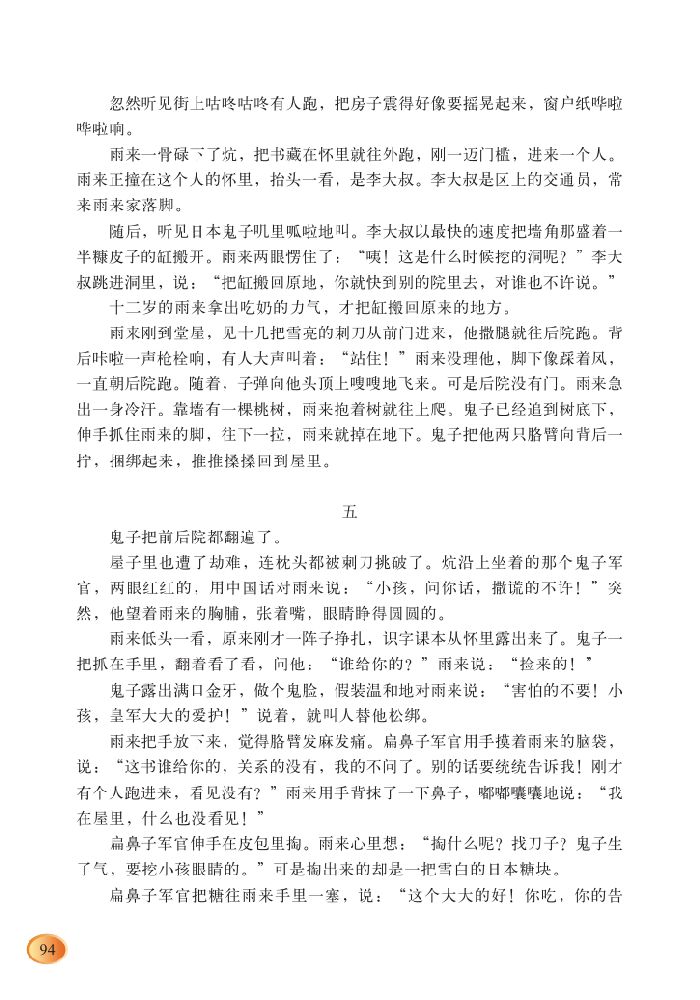 忽然听见街上咕咚咕咚有人跑，把房子震得好像要摇晃起来，窗户纸哗啦
哗啦响。
雨来一骨碌下了炕，把书藏在怀里就往外跑，刚一迈门槛，进来一个人。
雨来正撞在这个人的怀里，抬头一看，是李大叔。李大叔是区上的交通员，常
来雨来家落脚。
随后，听见日本鬼子叽里呱啦地叫。李大叔以最快的速度把墙角那盛着一
半糠皮子的缸搬开。雨来两眼愣住了：“咦！这是什么时候挖的洞呢？”李大
叔跳进洞里，说：“把缸搬回原地，你就快到别的院里去，对谁也不许说。”
十二岁的雨来拿出吃奶的力气，才把缸搬回原来的地方。
雨来刚到堂屋，见十几把雪亮的刺刀从前门进来，他撒腿就往后院跑。背
后咔啦一声枪栓响，有人大声叫着：“站住！”雨来没理他，脚下像踩着风，
一直朝后院跑。随着，子弹向他头顶上嗖嗖地飞来。可是后院没有门。雨来急
出一身冷汗。靠墙有一棵桃树，雨来抱着树就往上爬。鬼子已经追到树底下，
伸手抓住雨来的脚，往下一拉，雨来就掉在地下。鬼子把他两只胳臂向背后一
拧，捆绑起来，推推搡搡回到屋里。
五
鬼子把前后院都翻遍了。
屋子里也遭了劫难，连枕头都被刺刀挑破了。炕沿上坐着的那个鬼子军
官，两眼红红的，用中国话对雨来说：“小孩，问你话，撒谎的不许！”突
然，他望着雨来的胸脯，张着嘴，眼睛睁得圆圆的。
雨来低头一看，原来刚才一阵子挣扎，识字课本从怀里露出来了。鬼子一
把抓在手里，翻着看了看，问他：“谁给你的？”雨来说：“捡来的！”
鬼子露出满口金牙，做个鬼脸，假装温和地对雨来说：“害怕的不要！小
孩，皇军大大的爱护！”说着，就叫人替他松绑。
雨来把手放下来，觉得胳臂发麻发痛。扁鼻子军官用手摸着雨来的脑袋，
说：“这书谁给你的，关系的没有，我的不问了。别的话要统统告诉我！刚才
有个人跑进来，看见没有？”雨来用手背抹了一下鼻子，嘟嘟囔囔地说：“我
在屋里，什么也没看见！”
扁鼻子军官伸手在皮包里掏。雨来心里想：“掏什么呢？找刀子？鬼子生
了气，要挖小孩眼睛的。”可是掏出来的却是一把雪白的日本糖块。
扁鼻子军官把糖往雨来手里一塞，说：“这个大大的好！你吃，你的告
94